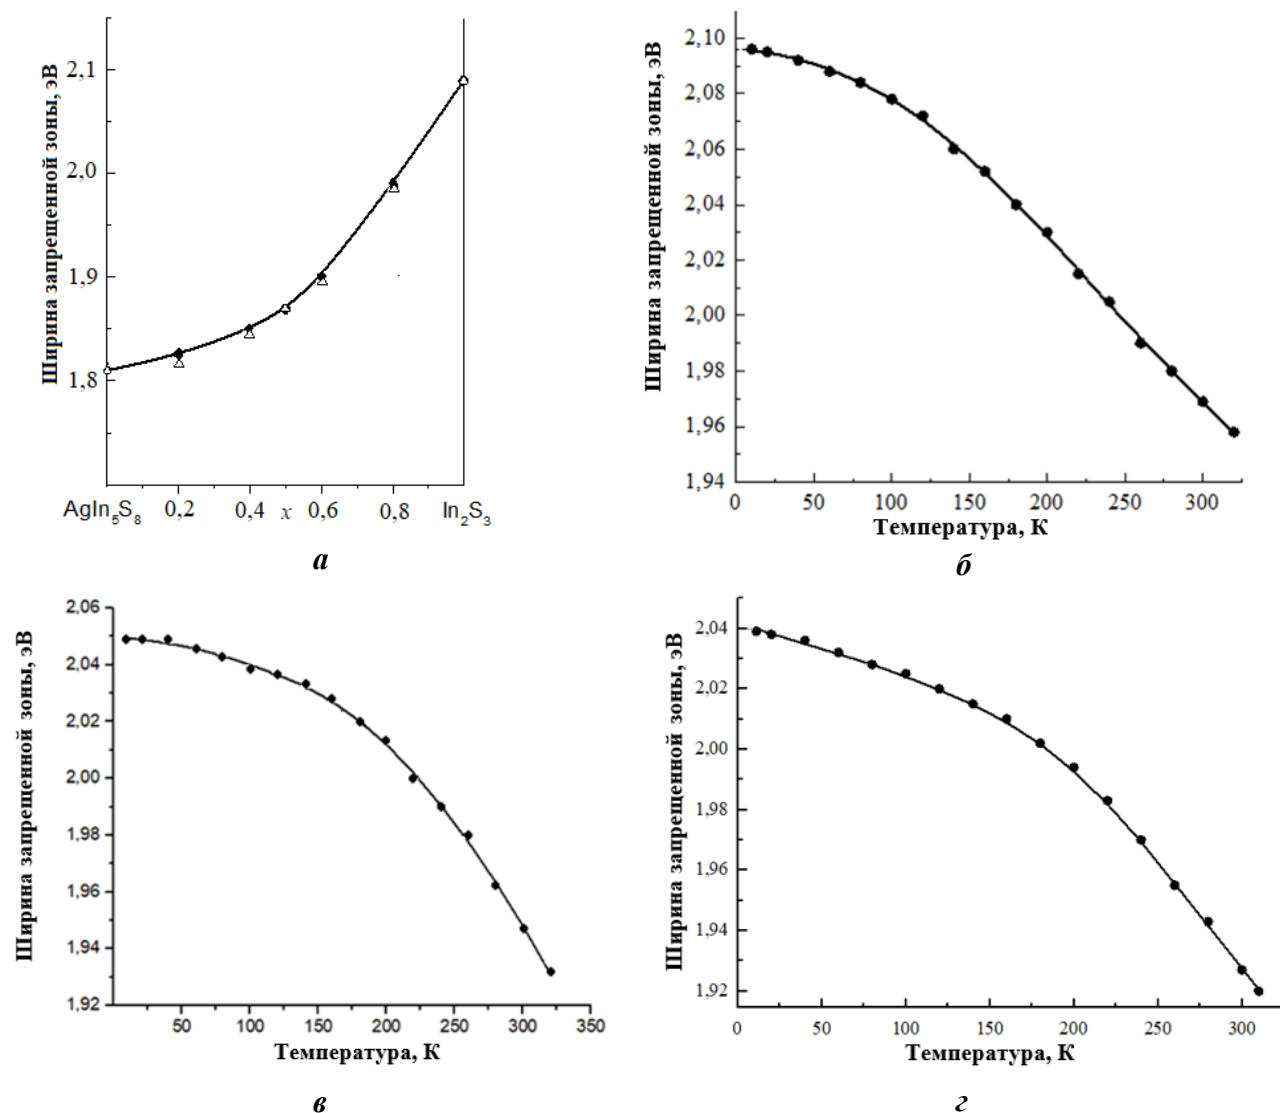 Ширина запрещенной зоны, эВ
2,1
2,0
1,9
1,8
AgIn5S8 0,2 0,4 x 0,6 0,8 In2S3
а
Ширина запрещенной зоны, эВ
2,10
2,08
2,06
2,04
2,02
2,00
1,98
1,96
1,94
0 50 100 150 200 250 300
Температура, К
б
Ширина запрещенной зоны, эВ
2,06
2,04
2,02
2,00
1,98
1,96
1,94
1,92
50 100 150 200 250 300 350
Температура, К
в
Ширина запрещенной зоны, эВ
2,04
2,02
2,00
1,98
1,96
1,94
1,92
0 50 100 150 200 250 300
Температура, К
г